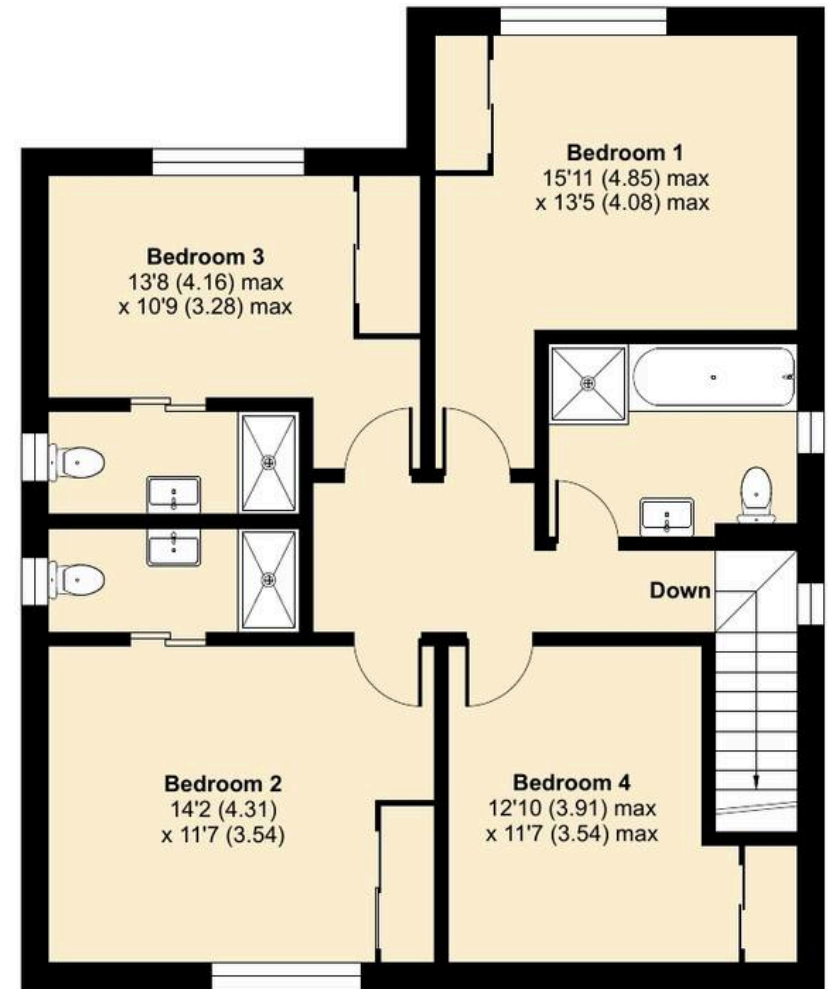 Bedroom 1
15'11 (4.85) max
x 13'5 (4.08) max
Bedroom 3
13'8 (4.16) max
x 10'9 (3.28) max
Down
Bedroom 2
14'2 (4.31)
x 11'7 (3.54)
Bedroom 4
12'10 (3.91) max
x 11'7 (3.54) max